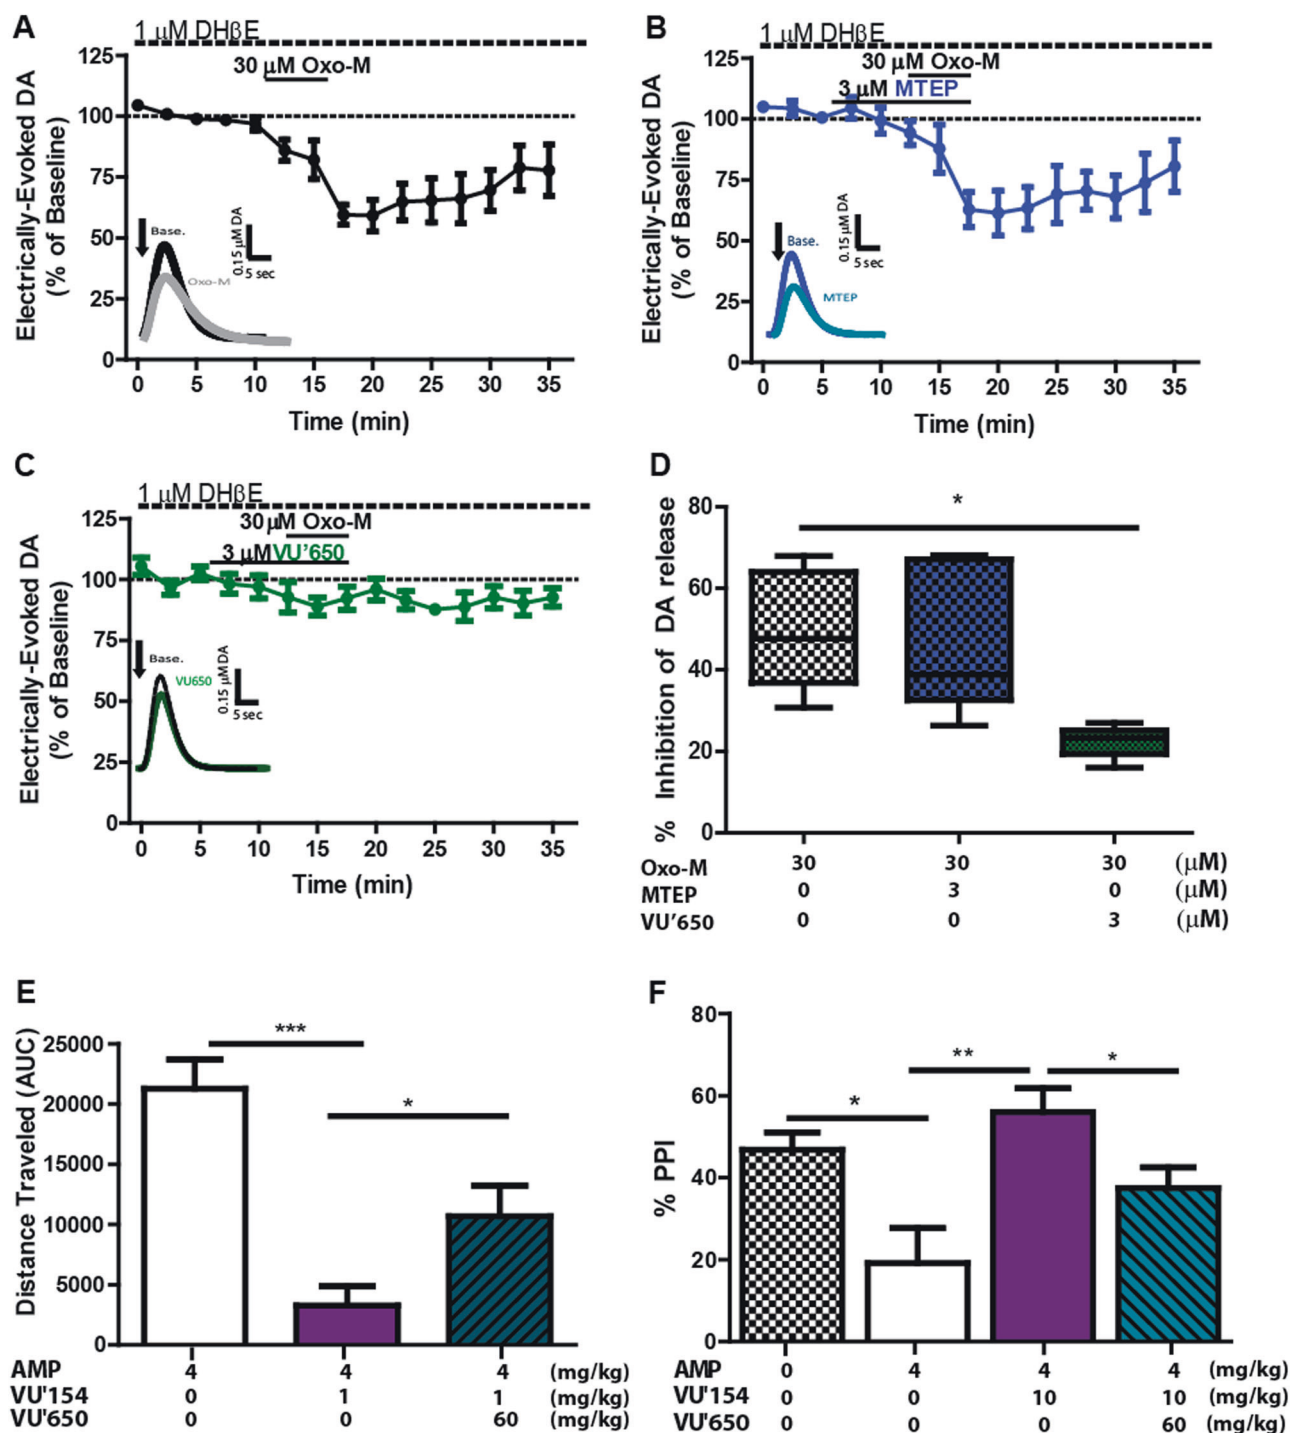 A
1 μM DHβE
30 μM Oxo-M
Electrically-Evoked DA
(% of Baseline)
125
100
75
50
25
0
Base.
Oxo-M
0.15 μM DA
5 sec
0 5 10 15 20 25 30 35
Time (min)
B
1 μM DHβE
30 μM Oxo-M
3 μM MTEP
Electrically-Evoked DA
(% of Baseline)
125
100
75
50
25
0
Base.
MTEP
0.15 μM DA
5 sec
0 5 10 15 20 25 30 35
Time (min)
C
1 μM DHβE
30 μM Oxo-M
3 μM VU'650
Electrically-Evoked DA
(% of Baseline)
125
100
75
50
25
0
Base.
VU650
0.15 μM DA
5 sec
0 5 10 15 20 25 30 35
Time (min)
D
% Inhibition of DA release
80
60
40
20
0
*
Oxo-M 30 30 30 (μM)
MTEP 0 3 0 (μM)
VU'650 0 0 3 (μM)
E
Distance Traveled (AUC)
25000
20000
15000
10000
5000
0
***
*
AMP 4 4 4 (mg/kg)
VU'154 0 1 1 (mg/kg)
VU'650 0 0 60 (mg/kg)
F
% PPI
80
60
40
20
0
*
**
*
AMP 0 4 4 4 (mg/kg)
VU'154 0 0 10 10 (mg/kg)
VU'650 0 0 0 60 (mg/kg)